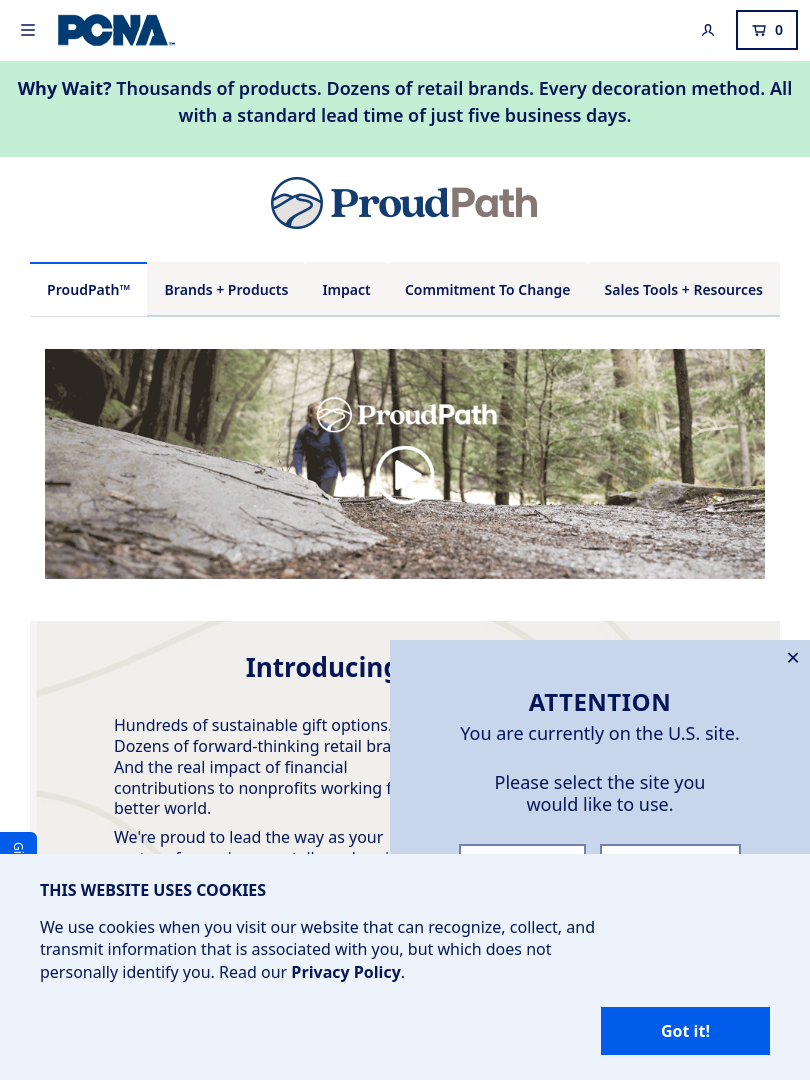 PCNA™
0
Why Wait? Thousands of products. Dozens of retail brands. Every decoration method. All
with a standard lead time of just five business days.
ProudPath
ProudPath™
Brands + Products
Impact
Commitment To Change
Sales Tools + Resources
ProudPath
Introducing
Hundreds of sustainable gift options.
Dozens of forward-thinking retail bra
And the real impact of financial
contributions to nonprofits working f
better world.
We're proud to lead the way as your
ATTENTION
You are currently on the U.S. site.
Please select the site you
would like to use.
Gi
THIS WEBSITE USES COOKIES
We use cookies when you visit our website that can recognize, collect, and
transmit information that is associated with you, but which does not
personally identify you. Read our Privacy Policy.
Got it!